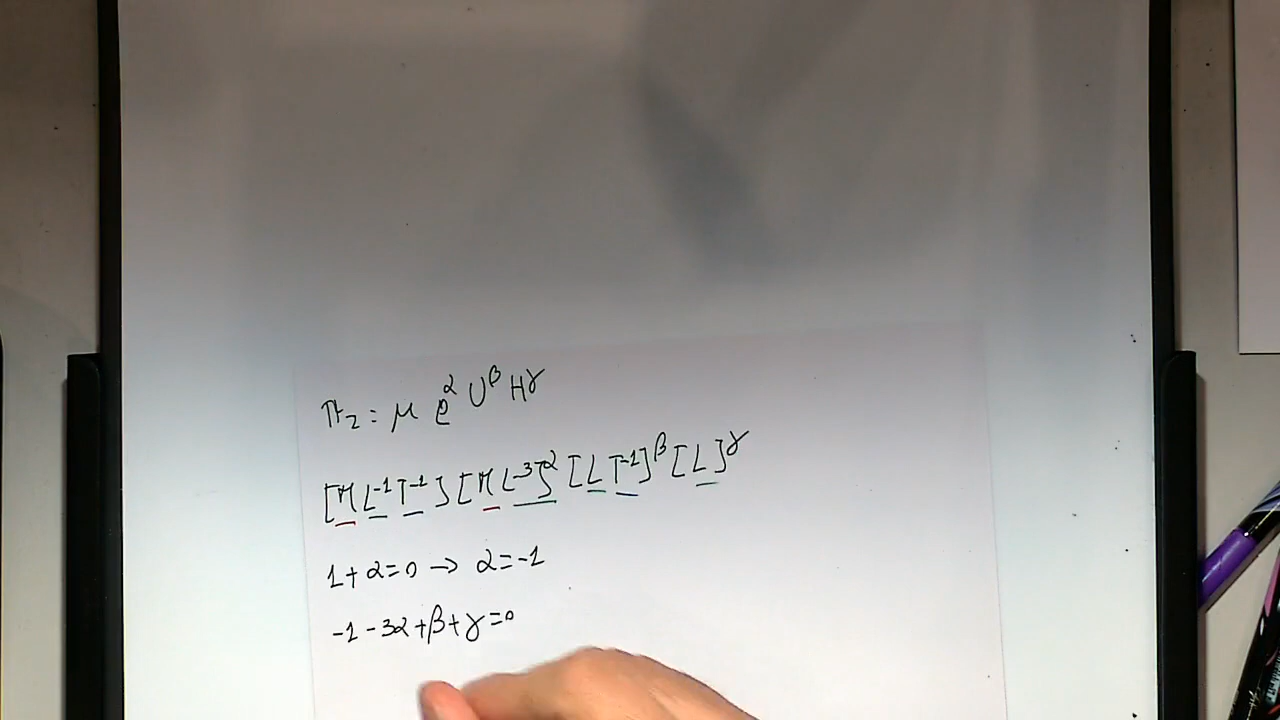 π₂ = μ ρ^α U^β H^γ
[M L⁻¹ T⁻¹] [M L⁻³]^α [L T⁻¹]^β [L]^γ
1 + α = 0 → α = -1
-1 - 3α + β + γ = 0